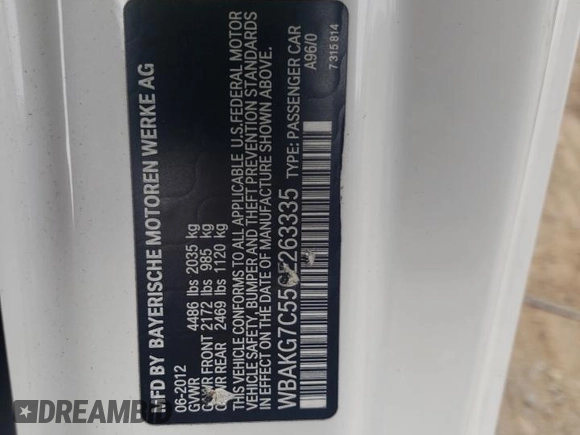 MFD BY BAYERISCHE MOTOREN WERKE AG
06-2012
GVWR 4486 lbs 2035 kg
FRONT 2172 lbs 985 kg
REAR 2469 lbs 1120 kg
THIS VEHICLE CONFORMS TO ALL APPLICABLE U.S. FEDERAL MOTOR
VEHICLE SAFETY, BUMPER AND THEFT PREVENTION STANDARDS
IN EFFECT ON THE DATE OF MANUFACTURE SHOWN ABOVE.
WBAKG7C55CE263335 TYPE: PASSENGER CAR
A96/0
7 315 814
DREAMBID